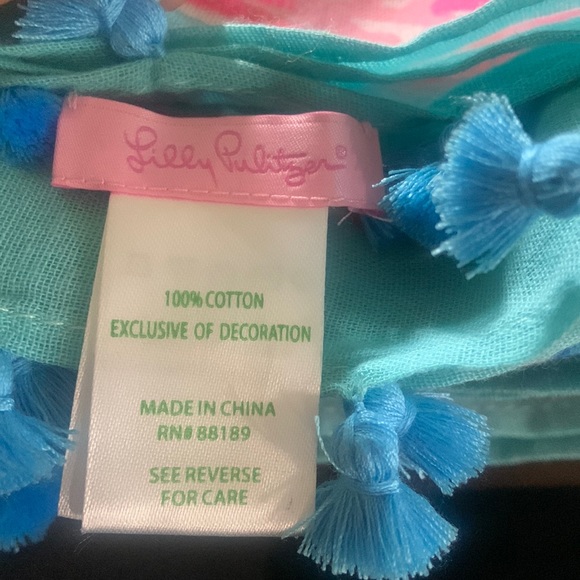 Lilly Pulitzer®
100% COTTON
EXCLUSIVE OF DECORATION
MADE IN CHINA
RN# 88189
SEE REVERSE
FOR CARE